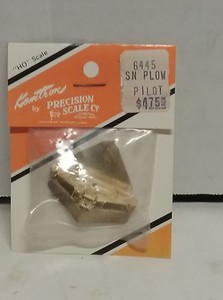 "HO" Scale
Kemtron
by PRECISION
SCALE Co
6445
SN PLOW
PILOT
$4.75